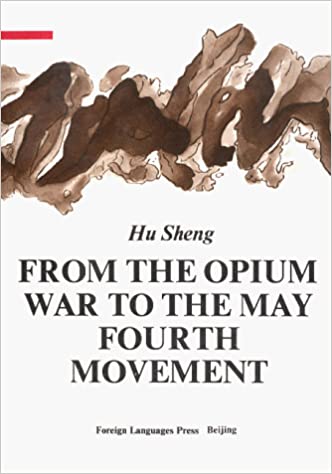 Hu Sheng
FROM THE OPIUM
WAR TO THE MAY
FOURTH
MOVEMENT
Foreign Languages Press Beijing